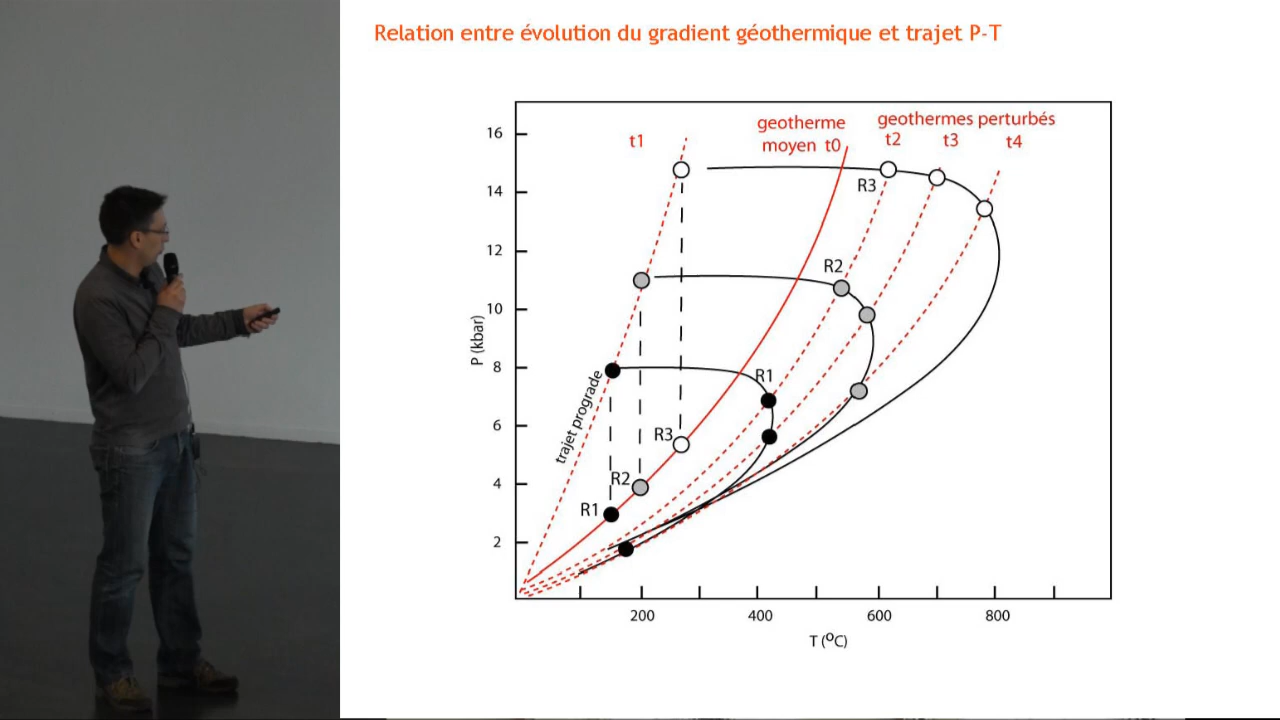 Relation entre évolution du gradient géothermique et trajet P-T
geotherme
moyen t0
geothermes perturbés
t1
t2
t3
t4
16
14
12
10
8
6
4
2
P (kbar)
R3
R2
R1
trajet prograde
R3
R2
R1
200
400
600
800
T (ºC)